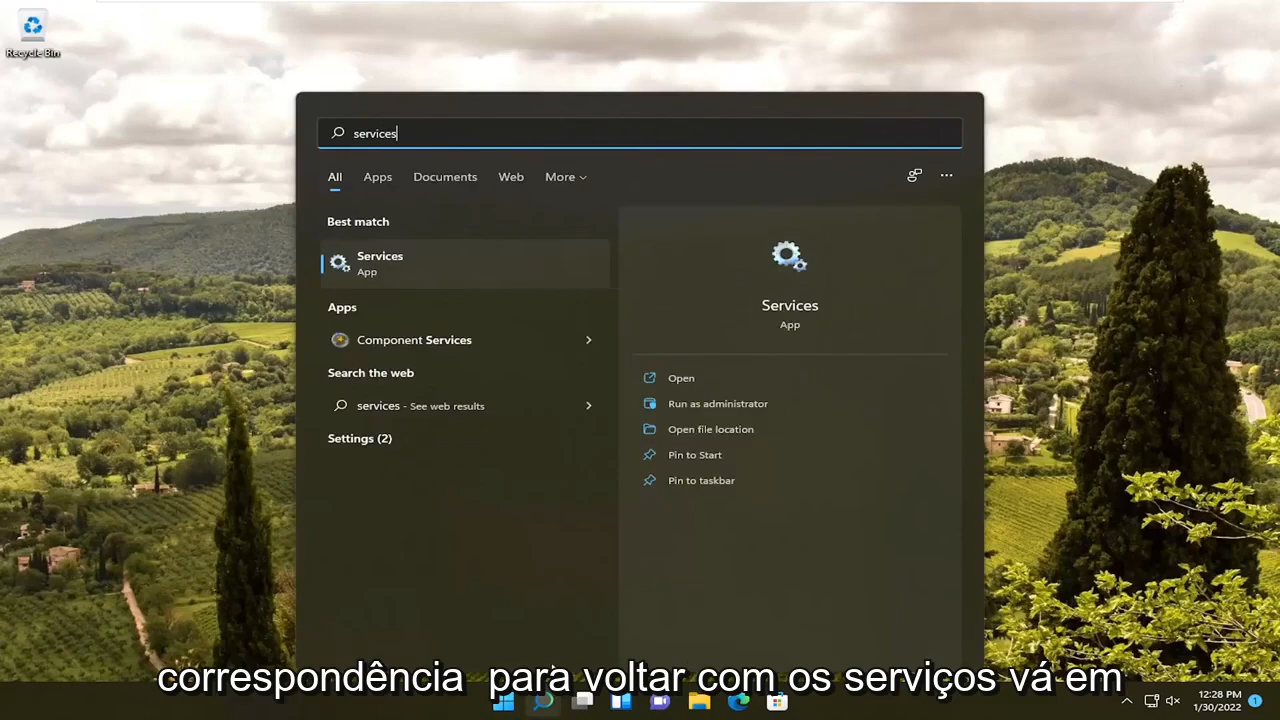 Recycle Bin
services
All Apps Documents Web More
Best match
Services
App
Apps
Component Services
Search the web
services - See web results
Settings (2)
Services
App
Open
Run as administrator
Open file location
Pin to Start
Pin to taskbar
correspondência para voltar com os serviços vá em
12:28 PM
1/30/2022
1